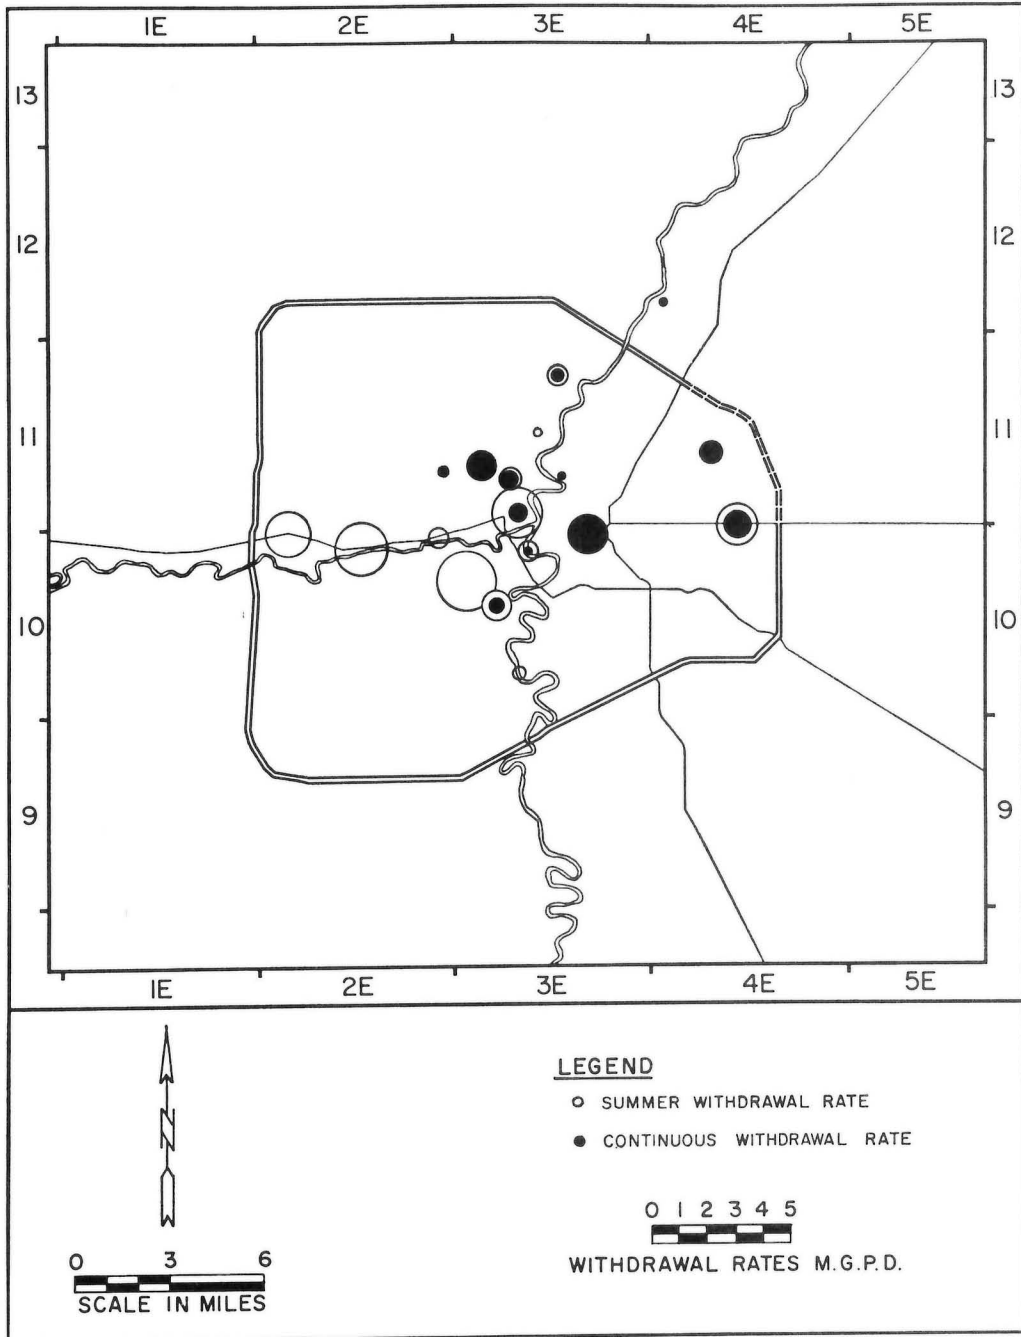 1E 2E 3E 4E 5E
13 13
12 12
11 11
10 10
9 9
1E 2E 3E 4E 5E
LEGEND
SUMMER WITHDRAWAL RATE
CONTINUOUS WITHDRAWAL RATE
N
0 1 2 3 4 5
WITHDRAWAL RATES M.G.P.D.
0 3 6
SCALE IN MILES